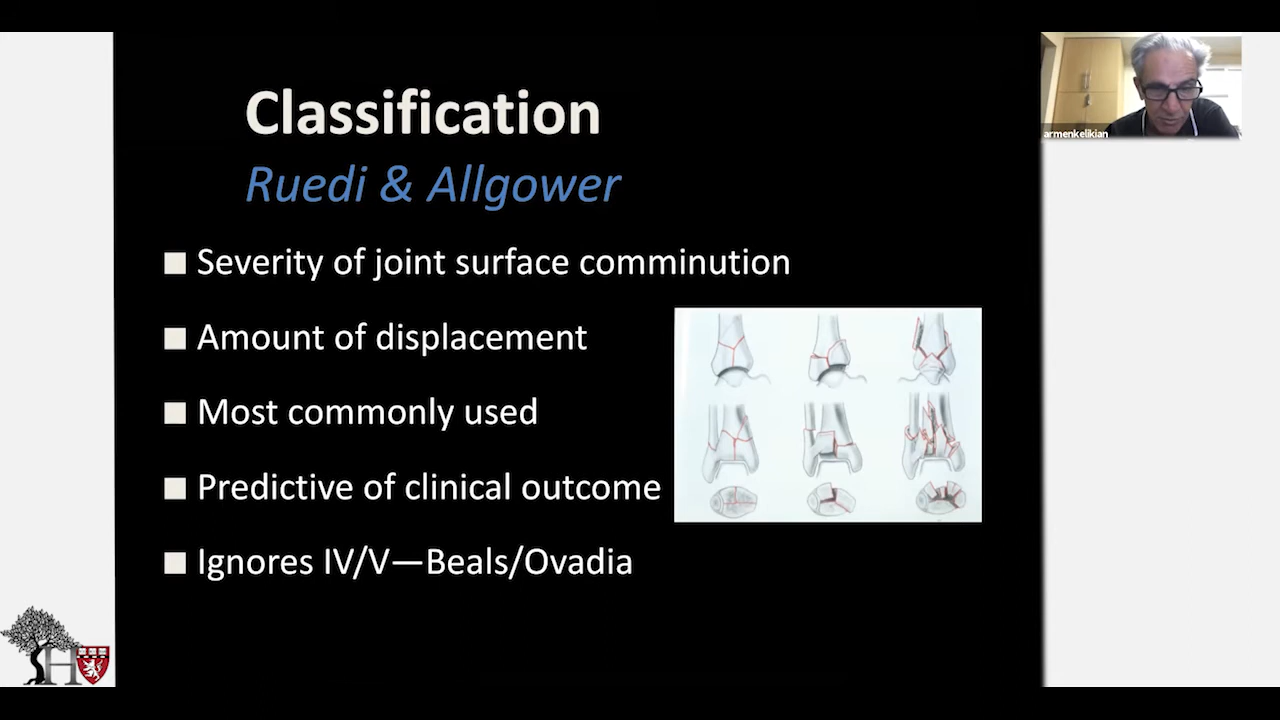 Classification
Ruedi & Allgower
■ Severity of joint surface comminution
■ Amount of displacement
■ Most commonly used
■ Predictive of clinical outcome
■ Ignores IV/V—Beals/Ovadia
armenkelikian
H